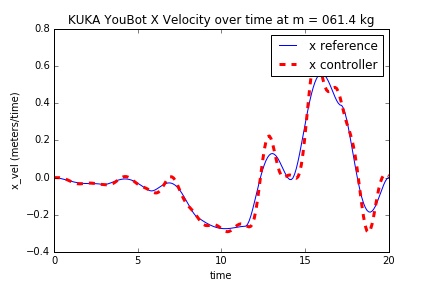 KUKA YouBot X Velocity over time at m = 061.4 kg
0.8
x reference
x controller
0.6
0.4
0.2
0.0
−0.2
−0.4
x_vel (meters/time)
0 5 10 15 20
time